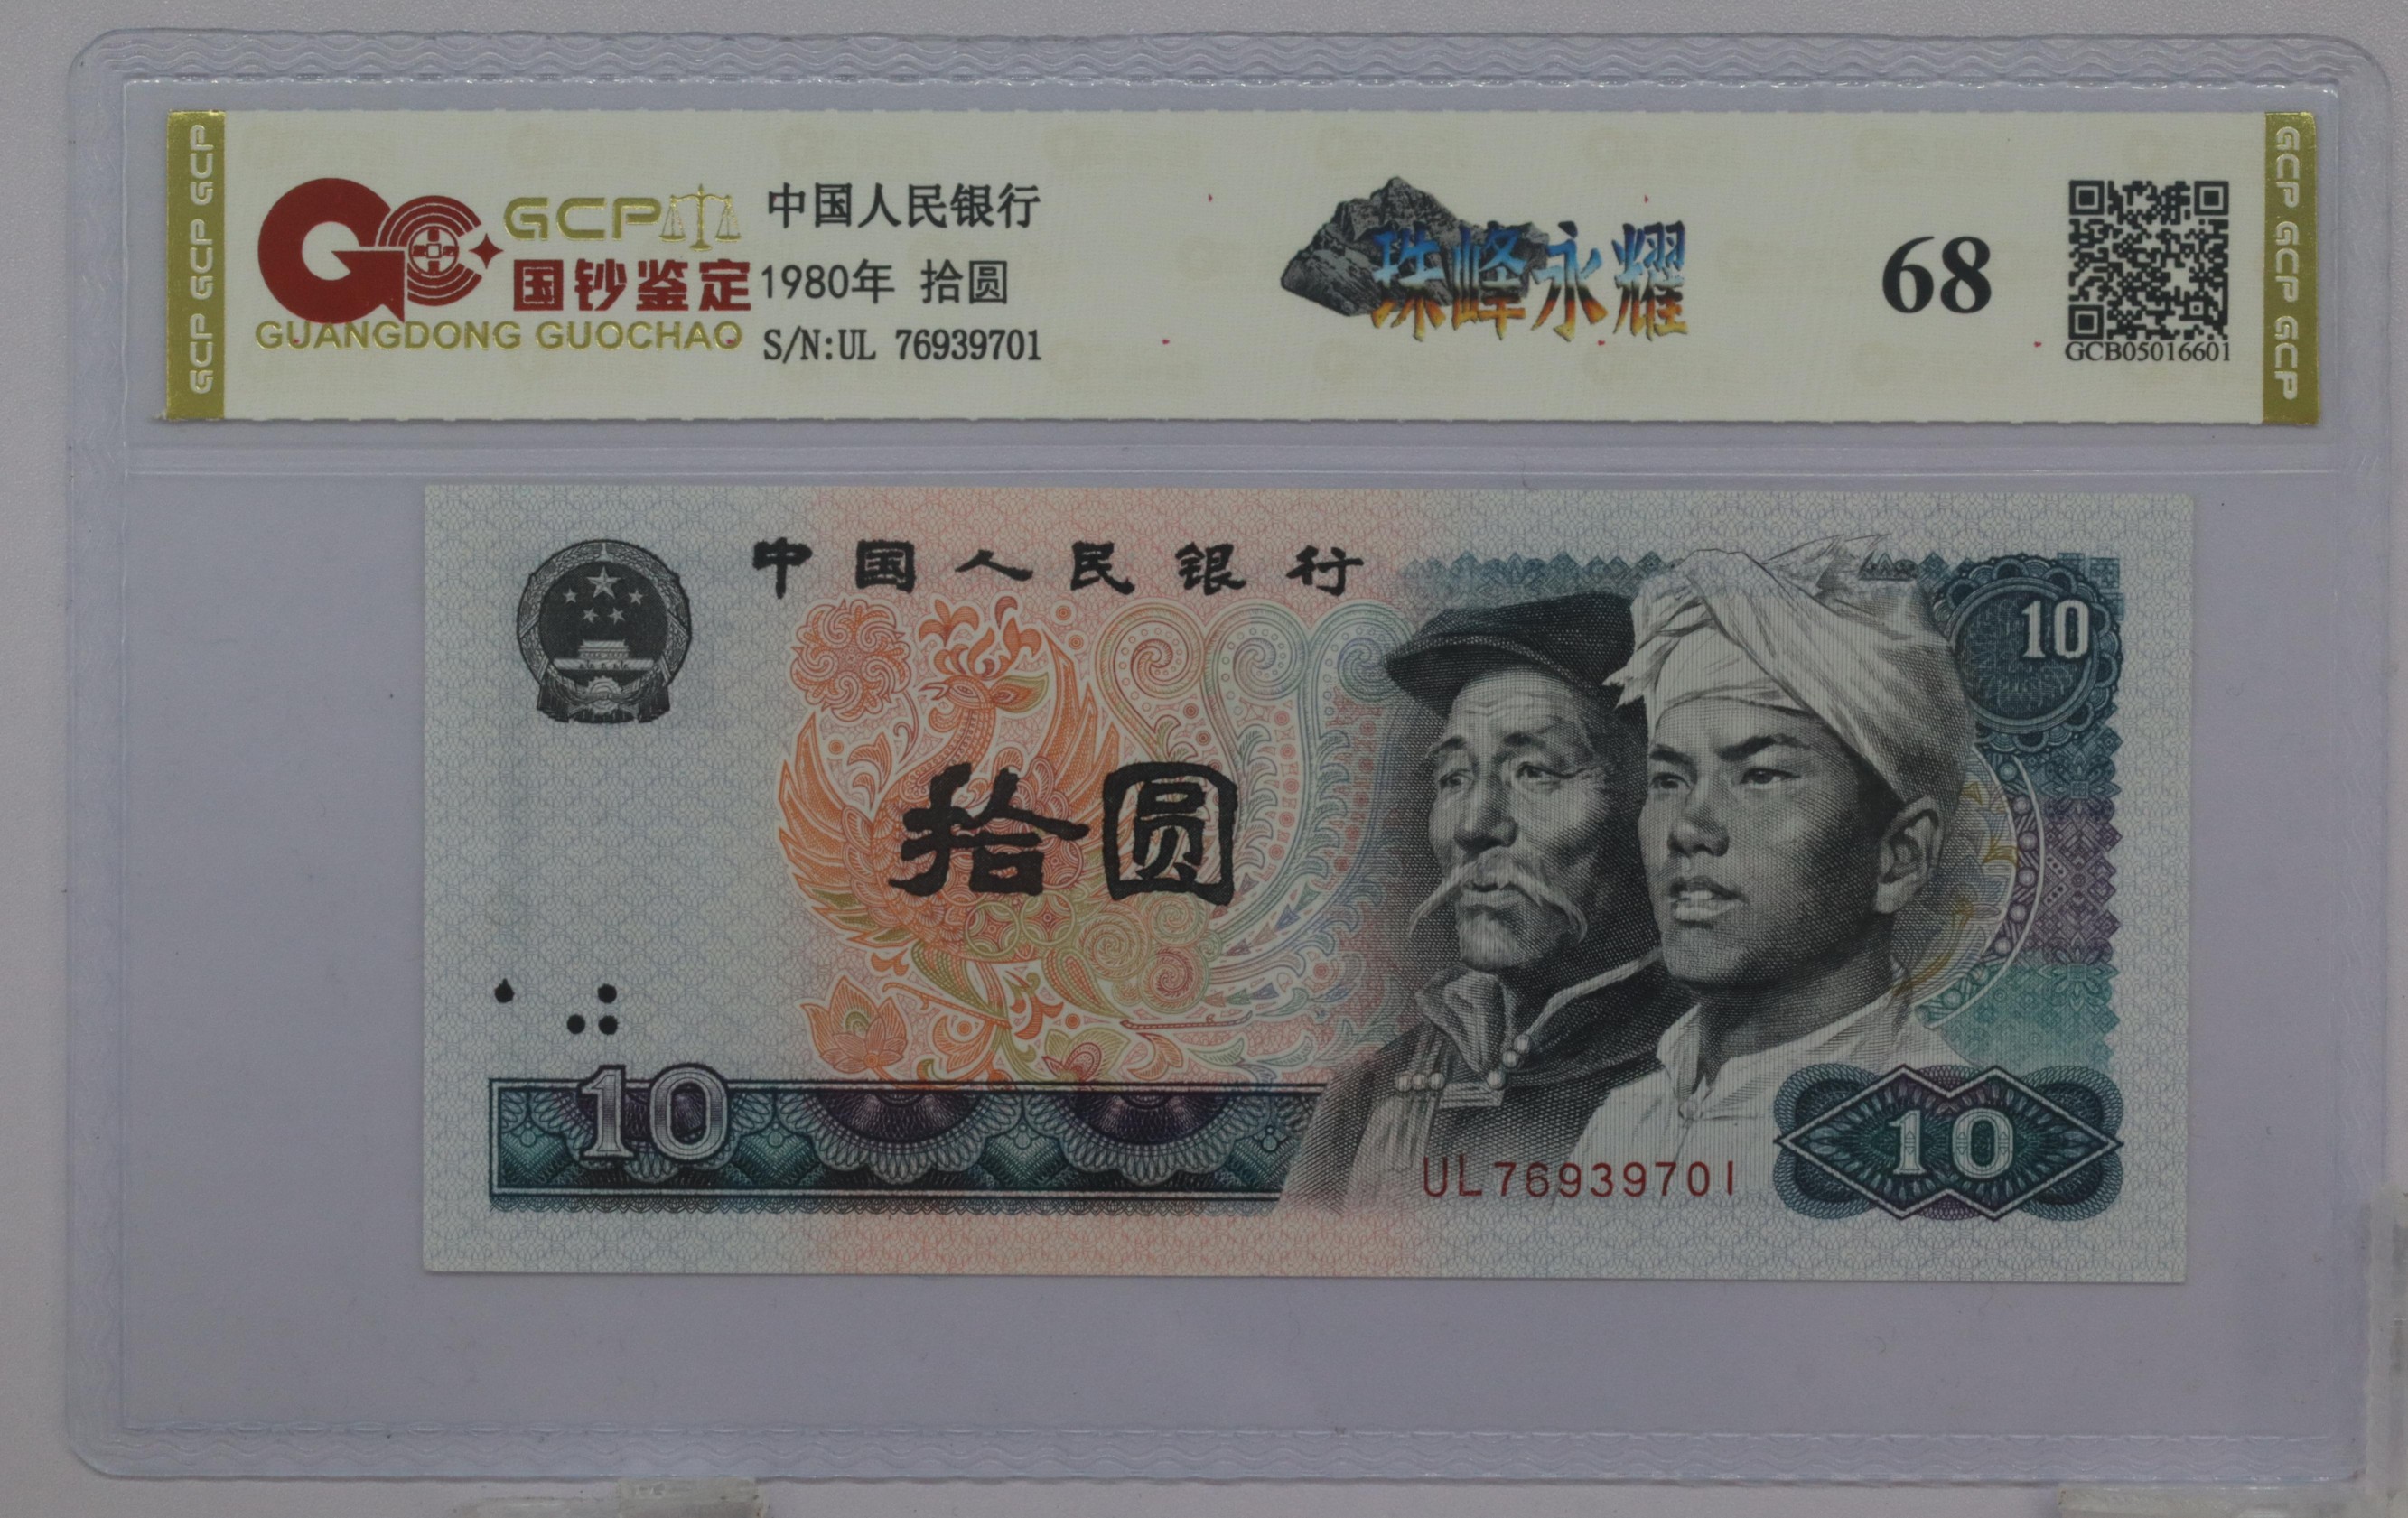 GCP GCP GCP
GCP
国钞鉴定
GUANGDONG GUOCHAO
中国人民银行
1980年 拾圆
S/N:UL 76939701
珠峰永耀
68
GCB05016601
GCP GCP GCP
中国人民银行
10
拾圆
10
UL76939701
10